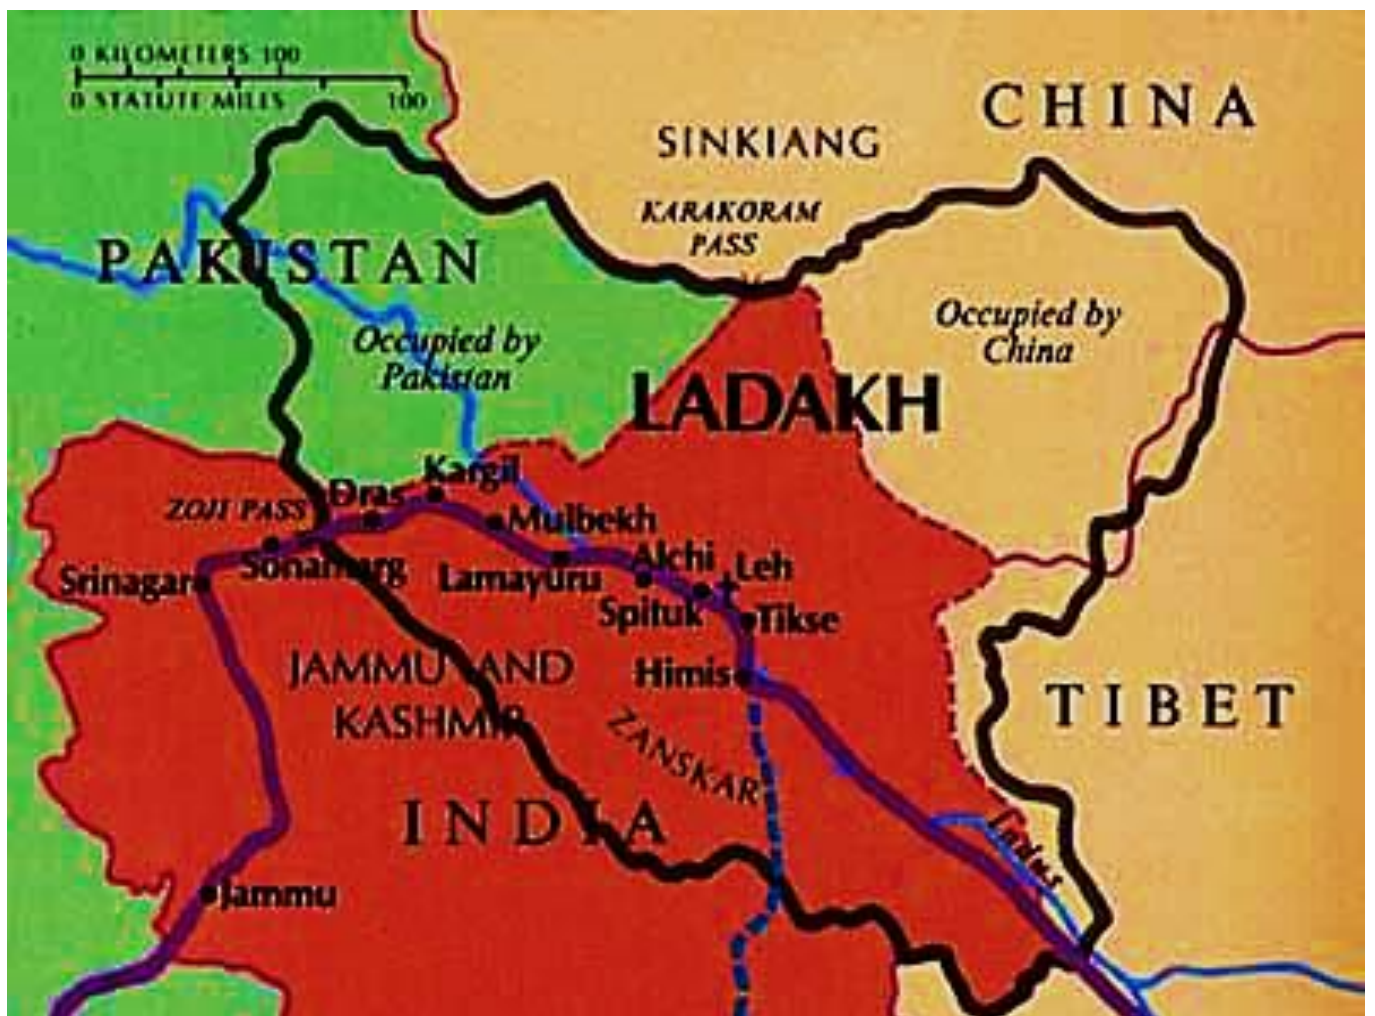 0 KILOMETERS 100
0 STATUTE MILES 100
CHINA
SINKIANG
KARAKORAM
PASS
PAKISTAN
Occupied by
Pakistan
Occupied by
China
LADAKH
Kargil
Dras
ZOJI PASS
Mulbekh
Sonamarg
Lamayuru
Alchi
Leh
Srinagar
Spituk
Tikse
Himis
JAMMU AND
KASHMIR
ZANSKAR
TIBET
INDIA
Indus
Jammu